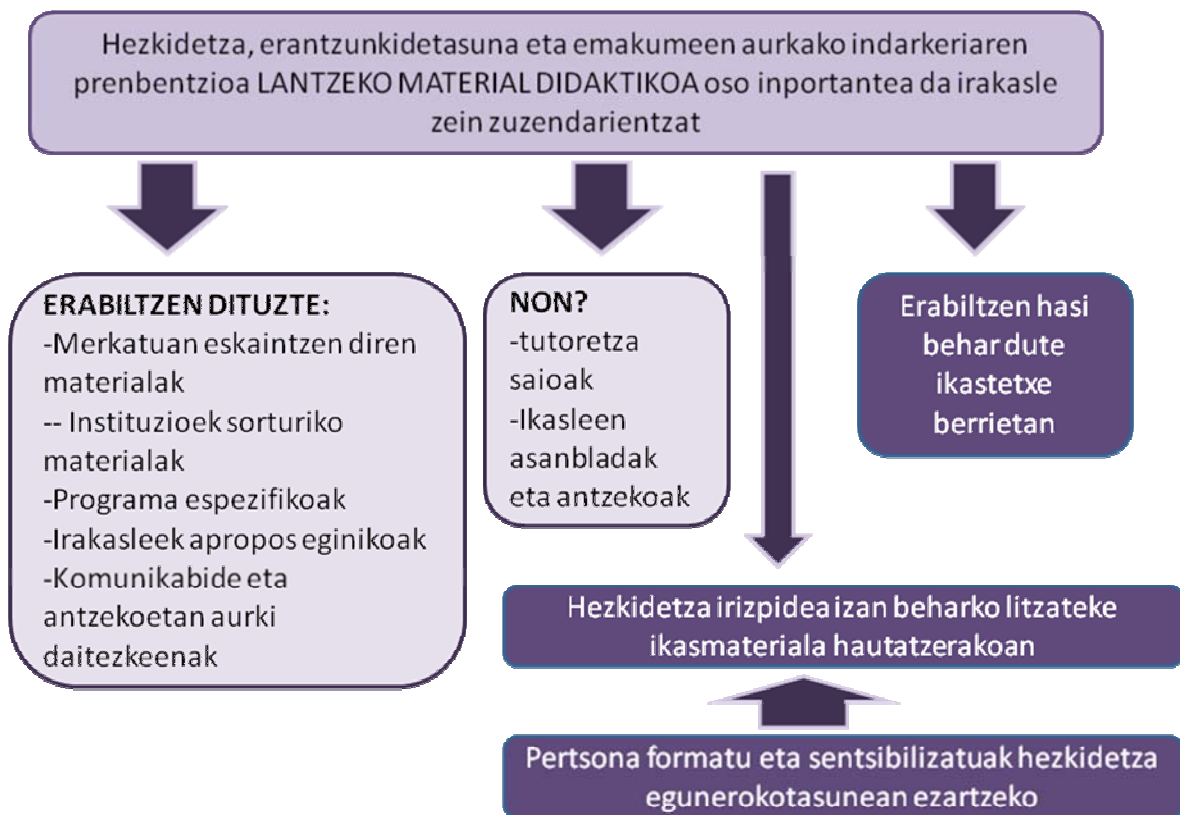 Hezkidetza, erantzunkidetasuna eta emakumeen aurkako indarkeriaren
prenbentzioa LANTZEKO MATERIAL DIDAKTIKOA oso inportantea da irakasle
zein zuzendarientzat
ERABILTZEN DITUZTE:
-Merkatuan eskaintzen diren
materialak
-- Instituzioek sorturiko
materialak
-Programa espezifikoak
-Irakasleek apropos eginikoak
-Komunikabide eta
antzekoetan aurki
daitezkeenak
NON?
-tutoretza
saioak
-Ikasleen
asanbladak
eta antzekoak
Erabiltzen hasi
behar dute
ikastetxe
berrietan
Hezkidetza irizpidea izan beharko litzateke
ikasmateriala hautatzerakoan
Pertsona formatu eta sentsibilizatuak hezkidetza
egunerokotasunean ezartzeko